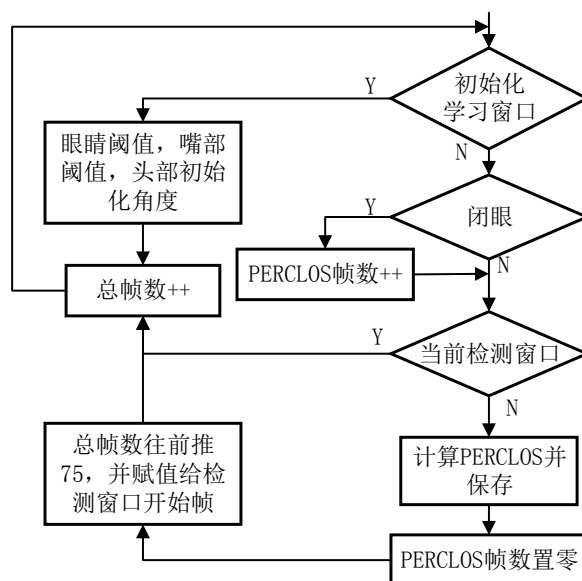 初始化
学习窗口
Y
N
眼睛阈值，嘴部
阈值，头部初始
化角度
闭眼
Y
N
PERCLOS帧数++
总帧数++
当前检测窗口
Y
N
总帧数往前推
75，并赋值给检
测窗口开始帧
计算PERCLOS并
保存
PERCLOS帧数置零